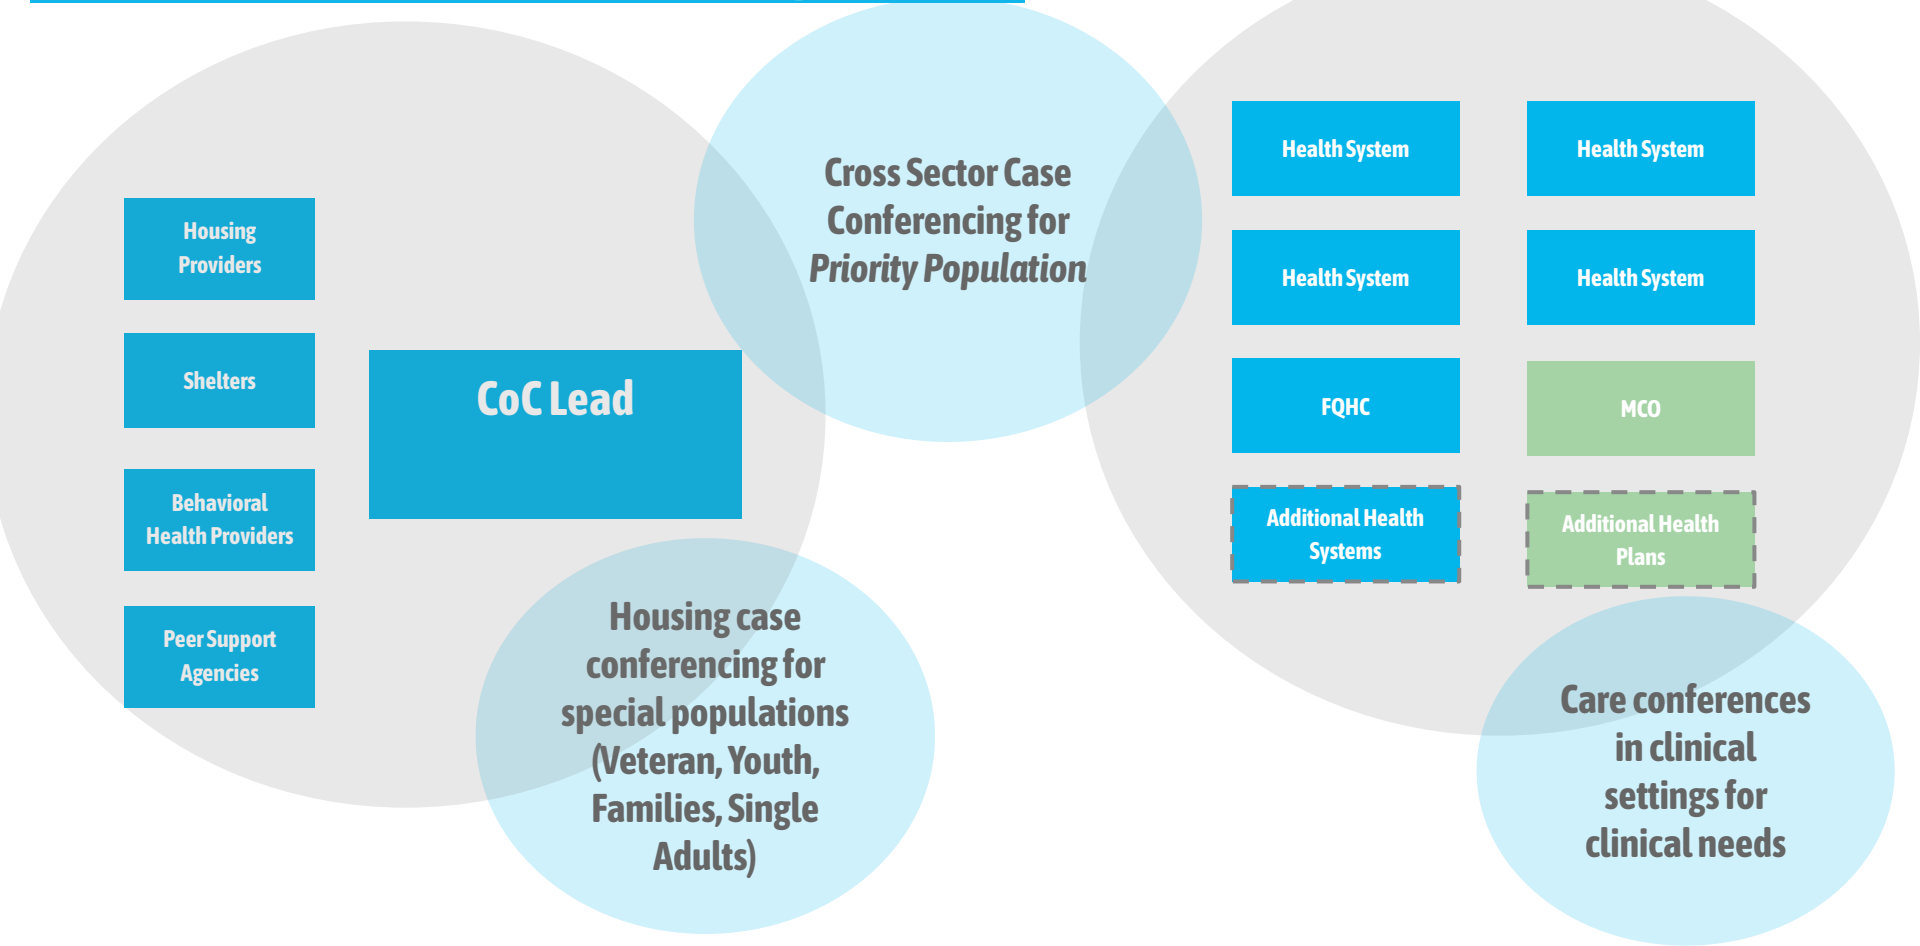 Cross Sector Case
Conferencing for
Priority Population
Housing
Providers
Shelters
Behavioral
Health Providers
Peer Support
Agencies
CoC Lead
Housing case
conferencing for
special populations
(Veteran, Youth,
Families, Single
Adults)
Health System
Health System
Health System
Health System
FQHC
MCO
Additional Health
Systems
Additional Health
Plans
Care conferences
in clinical
settings for
clinical needs